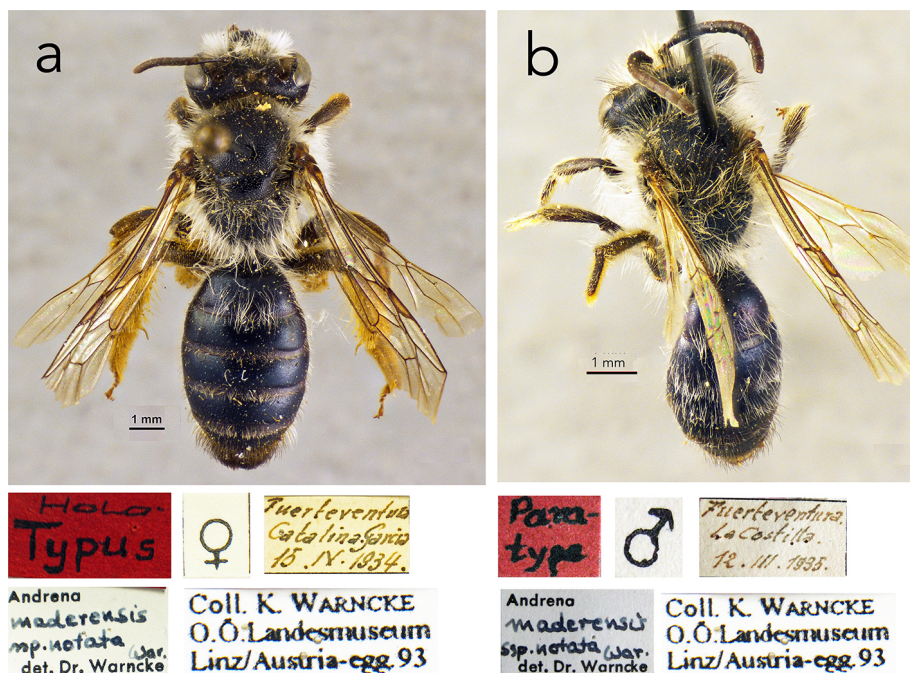 a
1 mm
Holo-
Typus
♀
Fuerteventura
Catalina Garcia
15. IV. 1934.
Andrena
maderensis
ssp. notata War.
det. Dr. Warncke
Coll. K. WARNCKE
O.Ö. Landesmuseum
Linz/Austria-egg. 93
b
1 mm
Para-
type
♂
Fuerteventura
La Costilla.
12. III. 1935.
Andrena
maderensis
ssp. notata War.
det. Dr. Warncke
Coll. K. WARNCKE
O.Ö. Landesmuseum
Linz/Austria-egg. 93